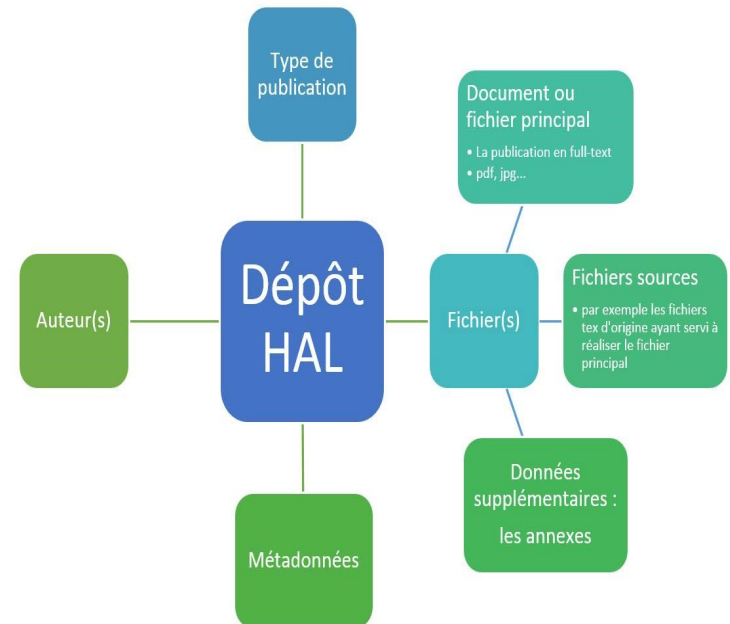 Type de
publication
Document ou
fichier principal
• La publication en full-text
• pdf, jpg...
Auteur(s)
Dépôt
HAL
Fichier(s)
Fichiers sources
• par exemple les fichiers
tex d'origine ayant servi à
réaliser le fichier
principal
Données
supplémentaires :
les annexes
Métadonnées